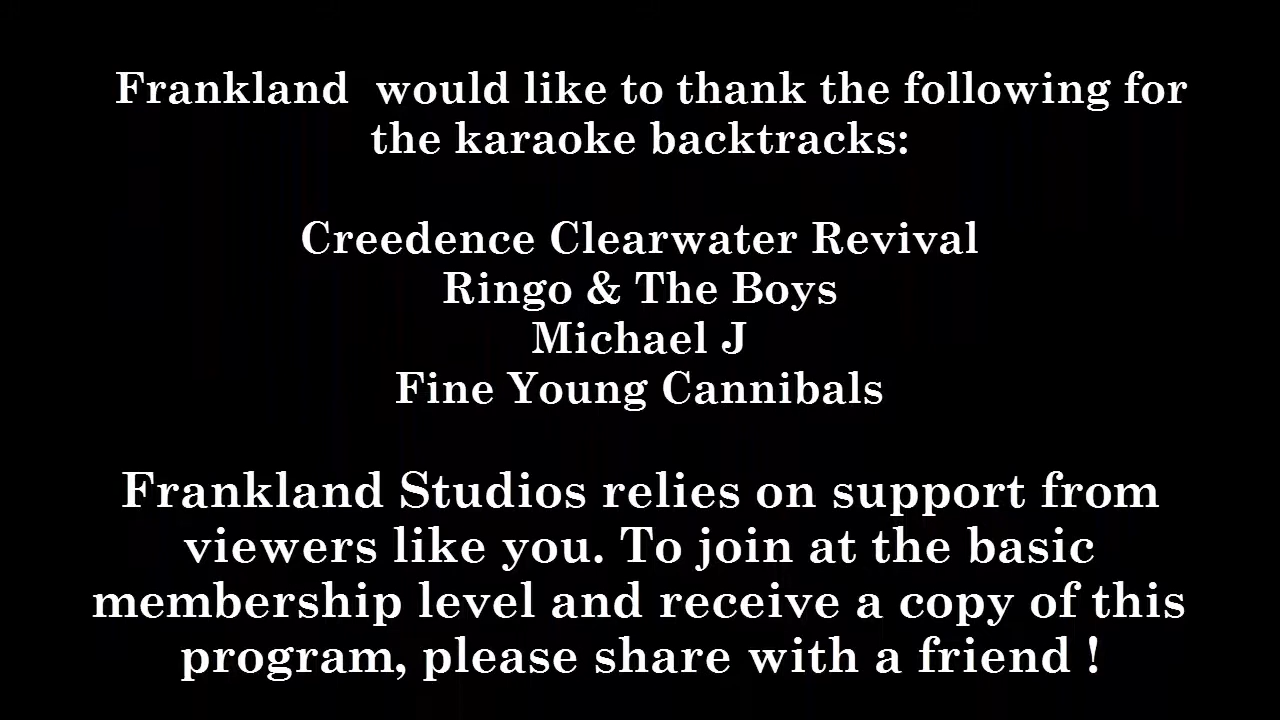 Frankland  would like to thank the following for
the karaoke backtracks:
Creedence Clearwater Revival
Ringo & The Boys
Michael J
Fine Young Cannibals
Frankland Studios relies on support from
viewers like you. To join at the basic
membership level and receive a copy of this
program, please share with a friend !